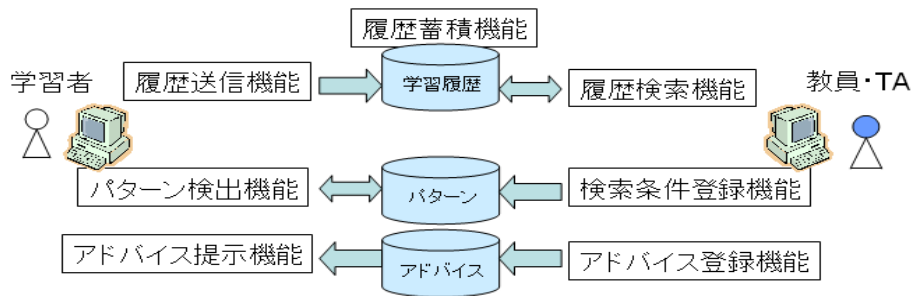 履歴蓄積機能
学習者
履歴送信機能
学習履歴
履歴検索機能
教員・TA
パターン検出機能
パターン
検索条件登録機能
アドバイス提示機能
アドバイス
アドバイス登録機能